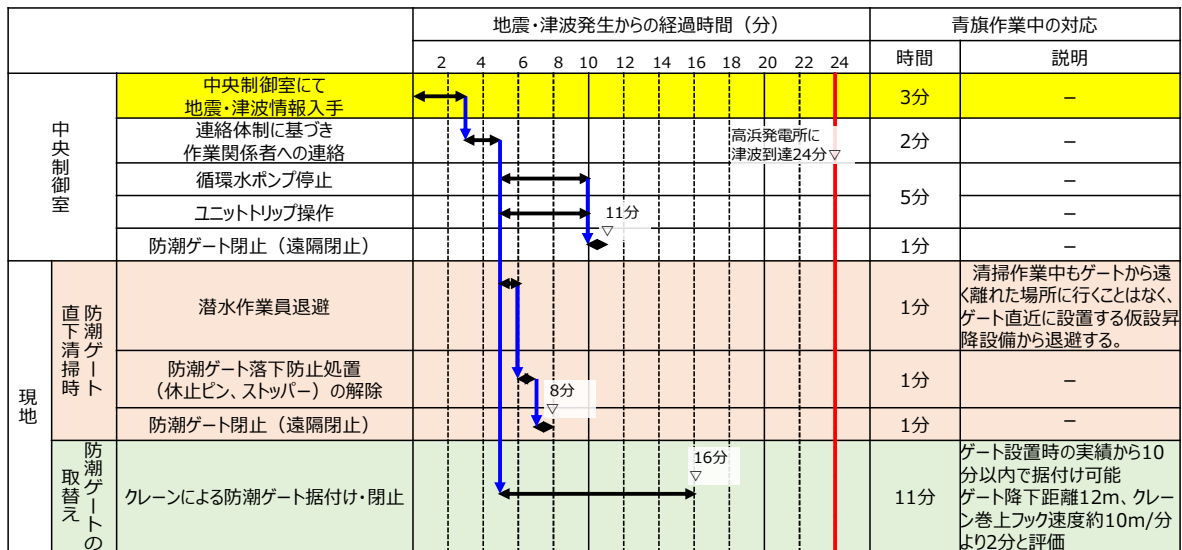 地震・津波発生からの経過時間（分）
青旗作業中の対応
2 4 6 8 10 12 14 16 18 20 22 24
時間
説明
中央制御室
中央制御室にて
地震・津波情報入手
3分
－
連絡体制に基づき
作業関係者への連絡
高浜発電所に
津波到達24分▽
2分
－
循環水ポンプ停止
5分
－
ユニットトリップ操作
11分
▽
－
防潮ゲート閉止（遠隔閉止）
1分
－
現地
防潮ゲート
直下清掃時
潜水作業員退避
1分
清掃作業中もゲートから遠
く離れた場所に行くことはなく、
ゲート直近に設置する仮設昇
降設備から退避する。
防潮ゲート落下防止処置
（休止ピン、ストッパー）の解除
8分
▽
1分
－
防潮ゲート閉止（遠隔閉止）
1分
－
防潮ゲートの
取替え
クレーンによる防潮ゲート据付け・閉止
16分
▽
11分
ゲート設置時の実績から10
分以内で据付け可能
ゲート降下距離12m、クレー
ン巻上フック速度約10m/分
より2分と評価